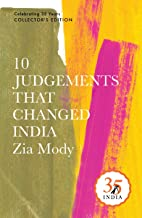 Celebrating 35 Years
COLLECTOR'S EDITION
10
JUDGEMENTS
THAT
CHANGED
INDIA
Zia Mody
35
INDIA